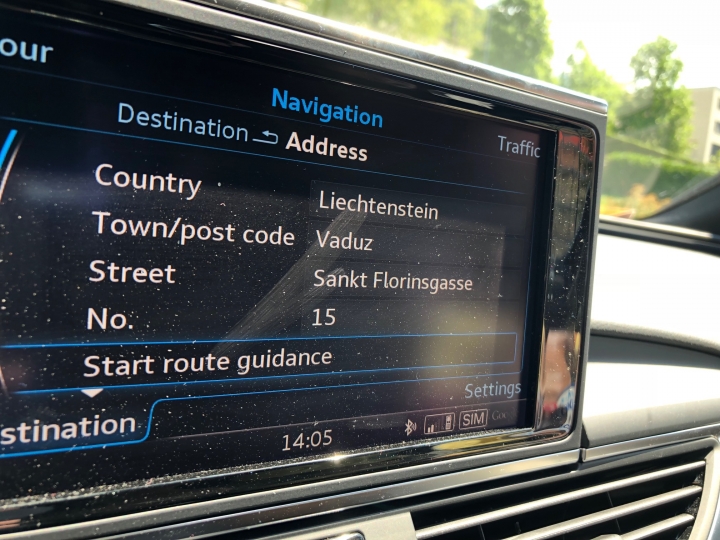 our
Navigation
Destination Address
Traffic
Country Liechtenstein
Town/post code Vaduz
Street Sankt Florinsgasse
No. 15
Start route guidance
Settings
stination
14:05
SIM